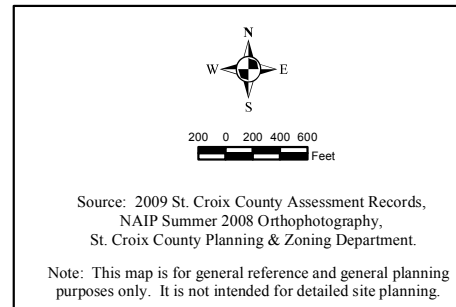 N
W E
S
200 0 200 400 600
Feet
Source: 2009 St. Croix County Assessment Records,
NAIP Summer 2008 Orthophotography,
St. Croix County Planning & Zoning Department.
Note: This map is for general reference and general planning
purposes only. It is not intended for detailed site planning.